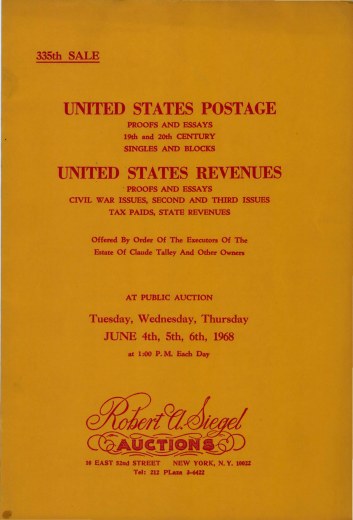 335th SALE
UNITED STATES POSTAGE
PROOFS AND ESSAYS
19th and 20th CENTURY
SINGLES AND BLOCKS
UNITED STATES REVENUES
PROOFS AND ESSAYS
CIVIL WAR ISSUES, SECOND AND THIRD ISSUES
TAX PAIDS, STATE REVENUES
Offered By Order Of The Executors Of The
Estate Of Claude Talley And Other Owners
AT PUBLIC AUCTION
Tuesday, Wednesday, Thursday
JUNE 4th, 5th, 6th, 1968
at 1:00 P.M. Each Day
Robert A. Siegel
AUCTIONS
10 EAST 52nd STREET NEW YORK, N. Y. 10022
Tel: 212 PLaza 3-6422